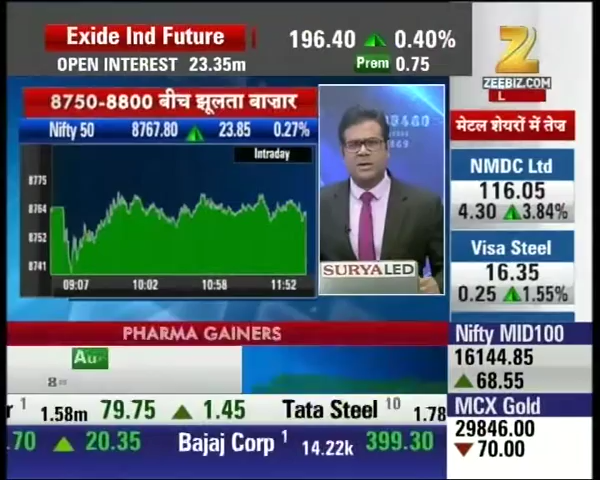 Exide Ind Future
196.40 0.40%
OPEN INTEREST 23.35m
Prem 0.75
Z
ZEEBIZ.COM
L
8750-8800 बीच झूलता बाज़ार
Nifty 50 8767.80 23.85 0.27%
Intraday
8775
8764
8752
8741
09:07 10:02 10:58 11:52
SURYA LED
मेटल शेयरों में तेज
NMDC Ltd
116.05
4.30 3.84%
Visa Steel
16.35
0.25 1.55%
PHARMA GAINERS
Au
Nifty MID100
16144.85
68.55
r 1 1.58m 79.75 1.45 Tata Steel 10 1.78
MCX Gold
29846.00
70.00
.70 20.35 Bajaj Corp 1 14.22k 399.30